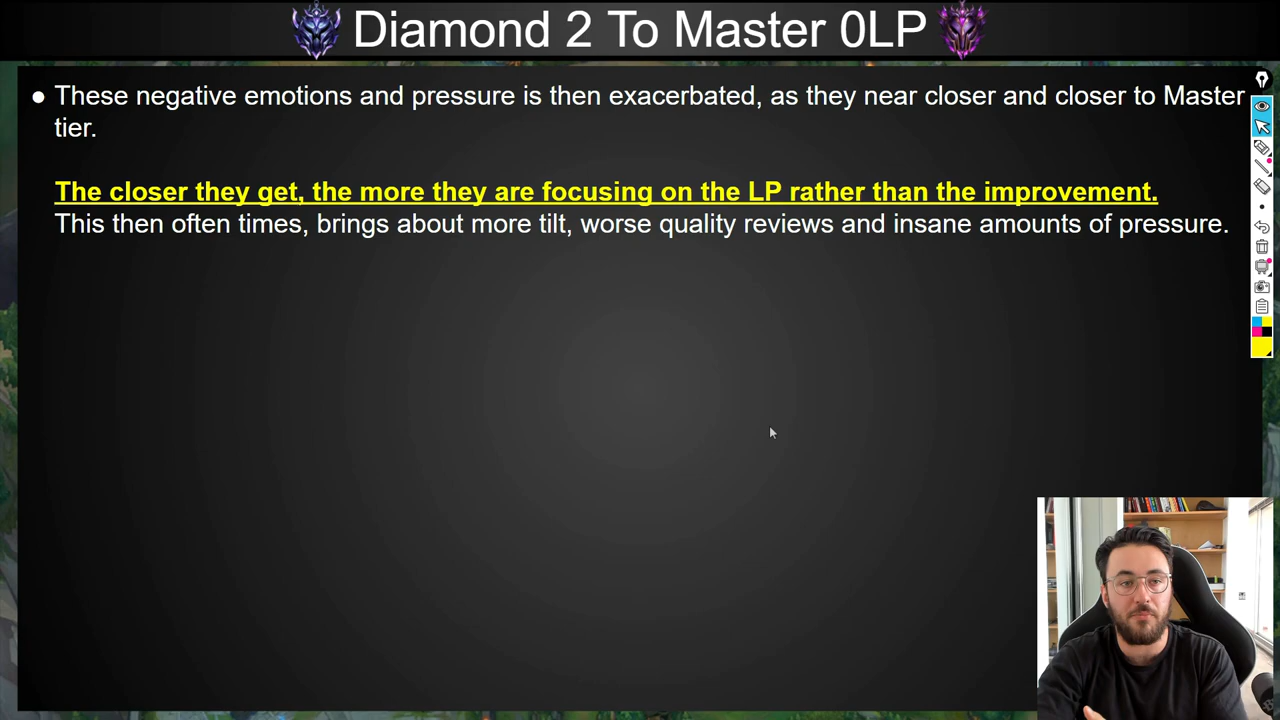 Diamond 2 To Master 0LP
● These negative emotions and pressure is then exacerbated, as they near closer and closer to Master
tier.
The closer they get, the more they are focusing on the LP rather than the improvement.
This then often times, brings about more tilt, worse quality reviews and insane amounts of pressure.